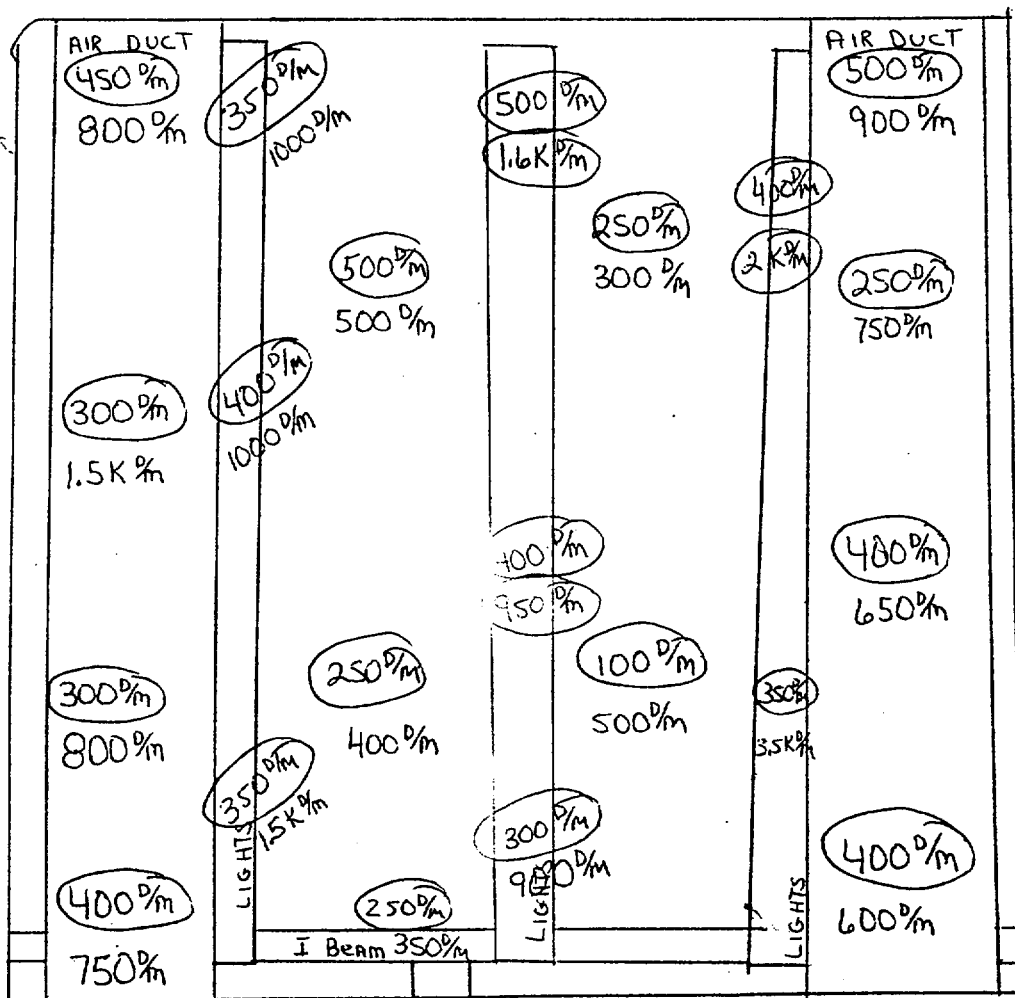 AIR DUCT
450 D/m
800 D/m
350 D/m
1000 D/m
500 D/m
1.6K D/m
AIR DUCT
500 D/m
900 D/m
400 D/m
2 K D/m
250 D/m
300 D/m
500 D/m
500 D/m
250 D/m
750 D/m
300 D/m
1.5K D/m
400 D/m
1000 D/m
400 D/m
950 D/m
400 D/m
650 D/m
300 D/m
800 D/m
250 D/m
400 D/m
100 D/m
500 D/m
350 D/m
3.5K D/m
350 D/m
1.5K D/m
LIGHTS
300 D/m
D/m
LIGHTS
400 D/m
600 D/m
LIGHTS
400 D/m
750 D/m
250 D/m
I BEAM 350 D/m